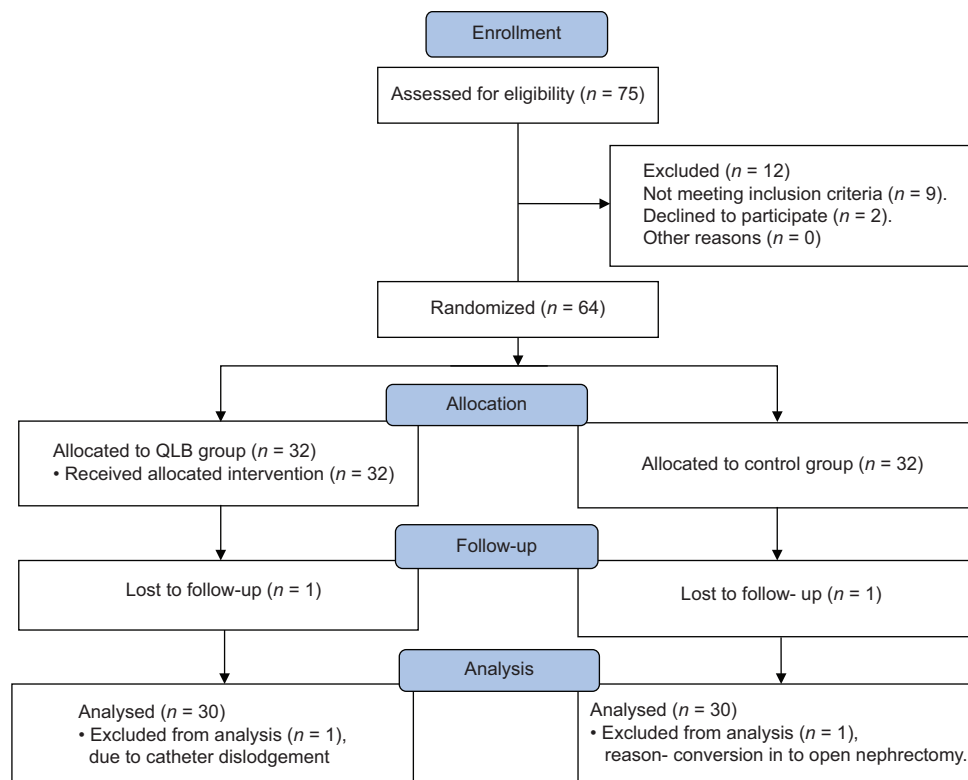 Enrollment
Assessed for eligibility (n = 75)
Excluded (n = 12)
Not meeting inclusion criteria (n = 9).
Declined to participate (n = 2).
Other reasons (n = 0)
Randomized (n = 64)
Allocation
Allocated to QLB group (n = 32)
• Received allocated intervention (n = 32)
Allocated to control group (n = 32)
Follow-up
Lost to follow-up (n = 1)
Lost to follow- up (n = 1)
Analysis
Analysed (n = 30)
• Excluded from analysis (n = 1),
due to catheter dislodgement
Analysed (n = 30)
• Excluded from analysis (n = 1),
reason- conversion in to open nephrectomy.